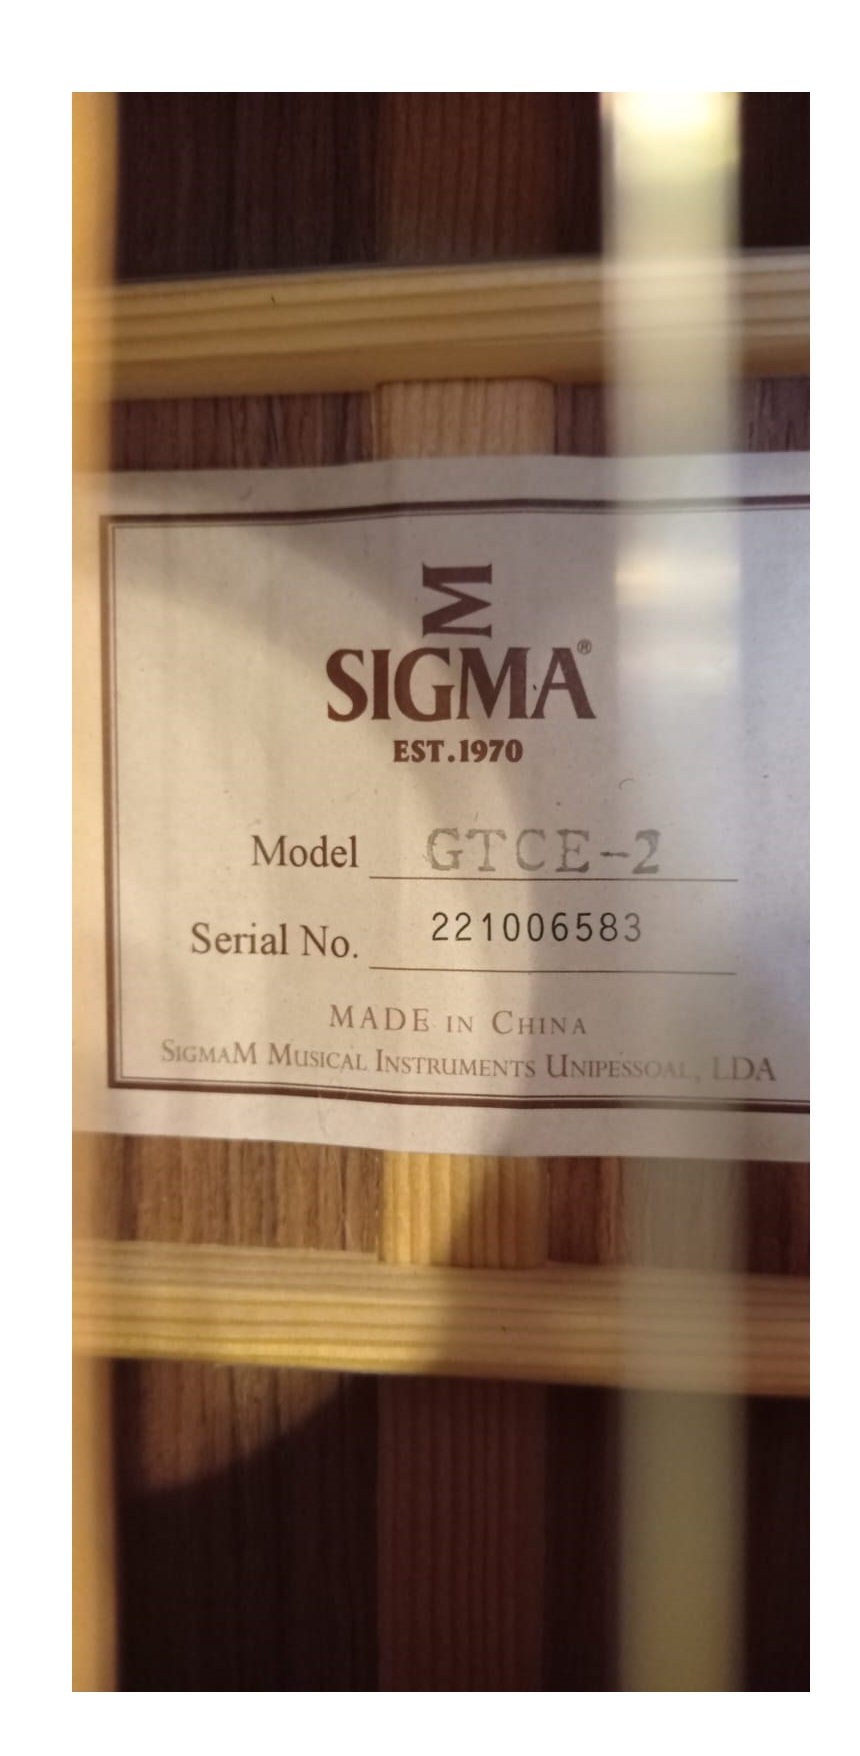 SIGMA®
EST.1970
Model GTCE-2
Serial No. 221006583
MADE IN CHINA
SIGMAM MUSICAL INSTRUMENTS UNIPESSOAL, LDA